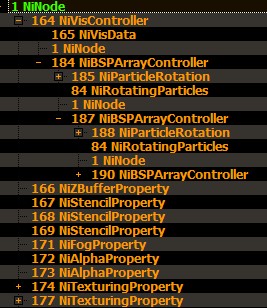 1 NiNode
164 NiVisController
165 NiVisData
1 NiNode
184 NiBSPArrayController
185 NiParticleRotation
84 NiRotatingParticles
1 NiNode
187 NiBSPArrayController
188 NiParticleRotation
84 NiRotatingParticles
1 NiNode
190 NiBSPArrayController
166 NiZBufferProperty
167 NiStencilProperty
168 NiStencilProperty
169 NiStencilProperty
171 NiFogProperty
172 NiAlphaProperty
173 NiAlphaProperty
174 NiTexturingProperty
177 NiTexturingProperty